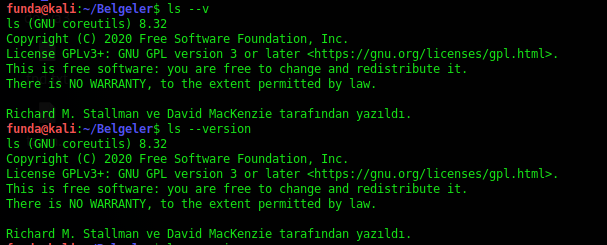 funda@kali:~/Belgeler$ ls --v
ls (GNU coreutils) 8.32
Copyright (C) 2020 Free Software Foundation, Inc.
License GPLv3+: GNU GPL version 3 or later <https://gnu.org/licenses/gpl.html>.
This is free software: you are free to change and redistribute it.
There is NO WARRANTY, to the extent permitted by law.

Richard M. Stallman ve David MacKenzie tarafından yazıldı.
funda@kali:~/Belgeler$ ls --version
ls (GNU coreutils) 8.32
Copyright (C) 2020 Free Software Foundation, Inc.
License GPLv3+: GNU GPL version 3 or later <https://gnu.org/licenses/gpl.html>.
This is free software: you are free to change and redistribute it.
There is NO WARRANTY, to the extent permitted by law.

Richard M. Stallman ve David MacKenzie tarafından yazıldı.